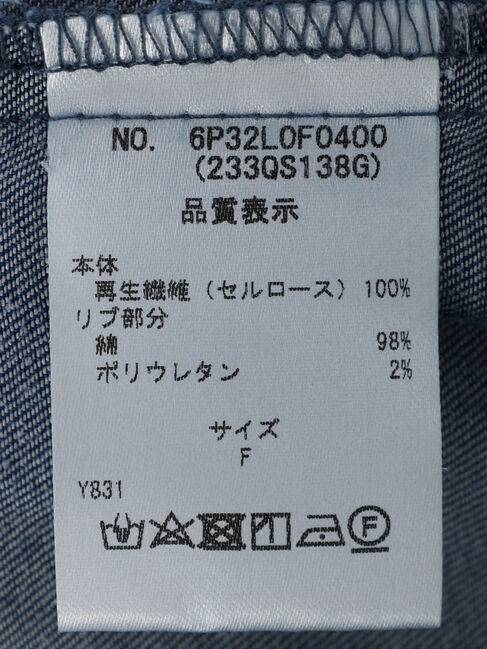 NO. 6P32L0F0400
(233QS138G)
品質表示
本体
再生繊維 (セルロース) 100%
リブ部分
綿 98%
ポリウレタン 2%
サイズ
F
Y831
F